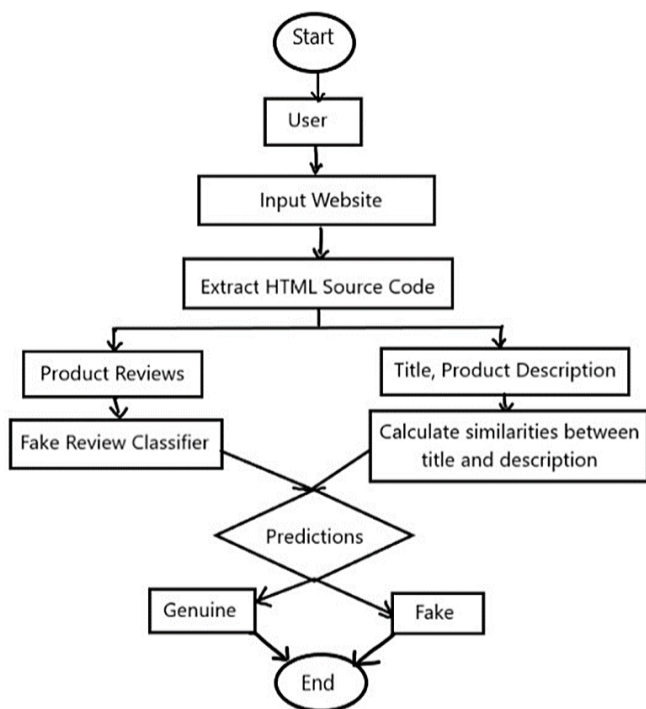 Start
User
Input Website
Extract HTML Source Code
Product Reviews
Title, Product Description
Fake Review Classifier
Calculate similarities between
title and description
Predictions
Genuine
Fake
End